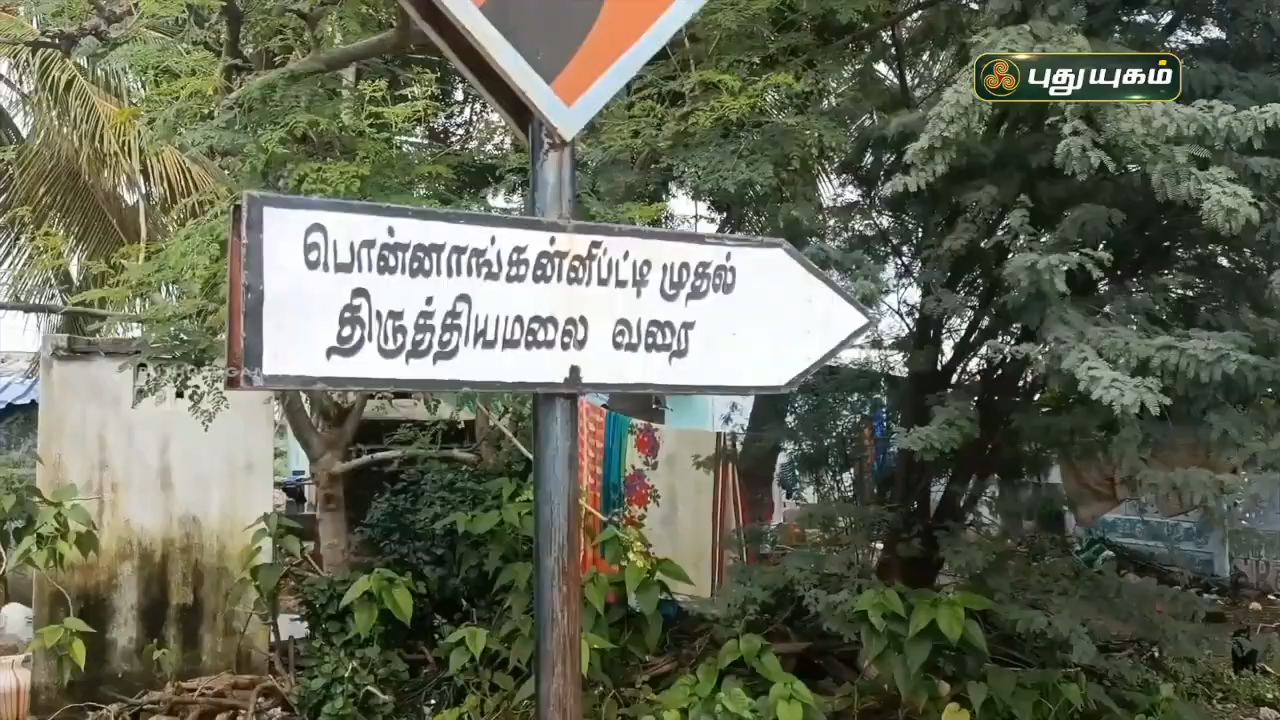 புதுயுகம்
பொன்னாங்கன்னிபட்டி முதல்
திருத்தியமலை வரை